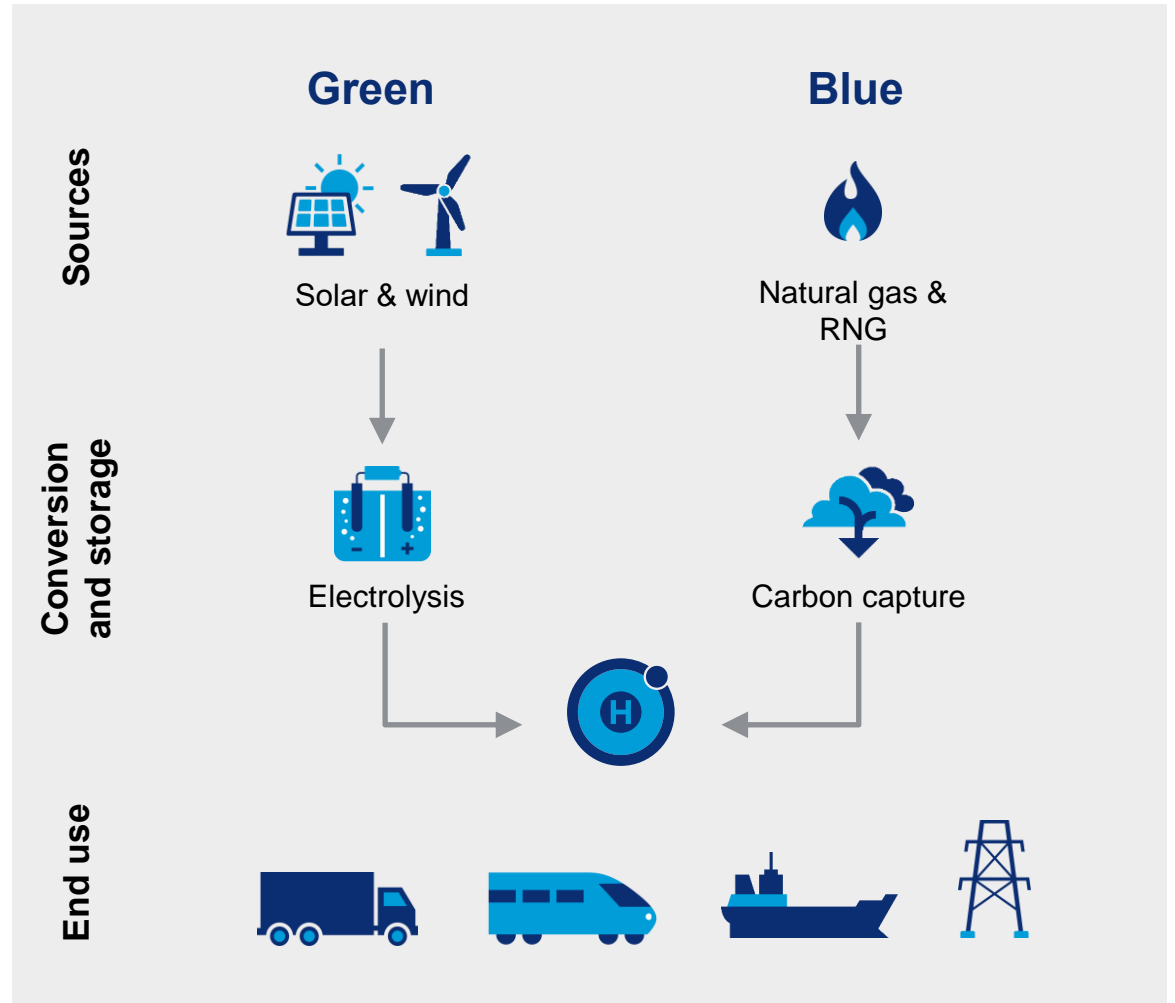 Green
Blue
Sources
Solar & wind
Natural gas &
RNG
Conversion
and storage
- +
Electrolysis
Carbon capture
H
End use